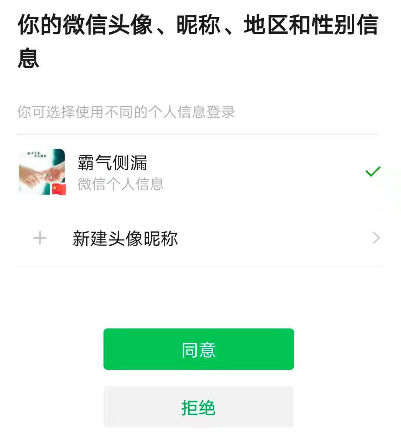 你的微信头像、昵称、地区和性别信
息
你可选择使用不同的个人信息登录
霸气侧漏
微信个人信息
新建头像昵称
同意
拒绝